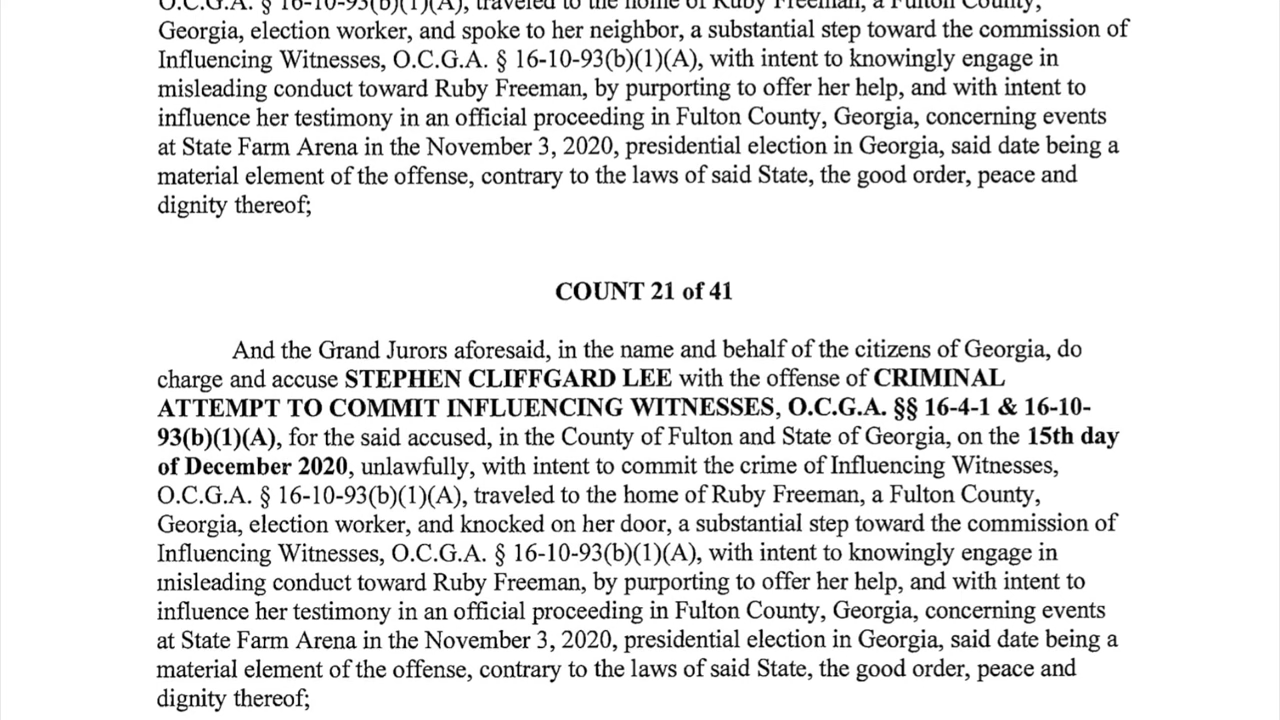 O.C.G.A. § 16-10-93(b)(1)(A), traveled to the home of Ruby Freeman, a Fulton County,
Georgia, election worker, and spoke to her neighbor, a substantial step toward the commission of
Influencing Witnesses, O.C.G.A. § 16-10-93(b)(1)(A), with intent to knowingly engage in
misleading conduct toward Ruby Freeman, by purporting to offer her help, and with intent to
influence her testimony in an official proceeding in Fulton County, Georgia, concerning events
at State Farm Arena in the November 3, 2020, presidential election in Georgia, said date being a
material element of the offense, contrary to the laws of said State, the good order, peace and
dignity thereof;
COUNT 21 of 41
And the Grand Jurors aforesaid, in the name and behalf of the citizens of Georgia, do
charge and accuse STEPHEN CLIFFGARD LEE with the offense of CRIMINAL
ATTEMPT TO COMMIT INFLUENCING WITNESSES, O.C.G.A. §§ 16-4-1 & 16-10-
93(b)(1)(A), for the said accused, in the County of Fulton and State of Georgia, on the 15th day
of December 2020, unlawfully, with intent to commit the crime of Influencing Witnesses,
O.C.G.A. § 16-10-93(b)(1)(A), traveled to the home of Ruby Freeman, a Fulton County,
Georgia, election worker, and knocked on her door, a substantial step toward the commission of
Influencing Witnesses, O.C.G.A. § 16-10-93(b)(1)(A), with intent to knowingly engage in
misleading conduct toward Ruby Freeman, by purporting to offer her help, and with intent to
influence her testimony in an official proceeding in Fulton County, Georgia, concerning events
at State Farm Arena in the November 3, 2020, presidential election in Georgia, said date being a
material element of the offense, contrary to the laws of said State, the good order, peace and
dignity thereof;